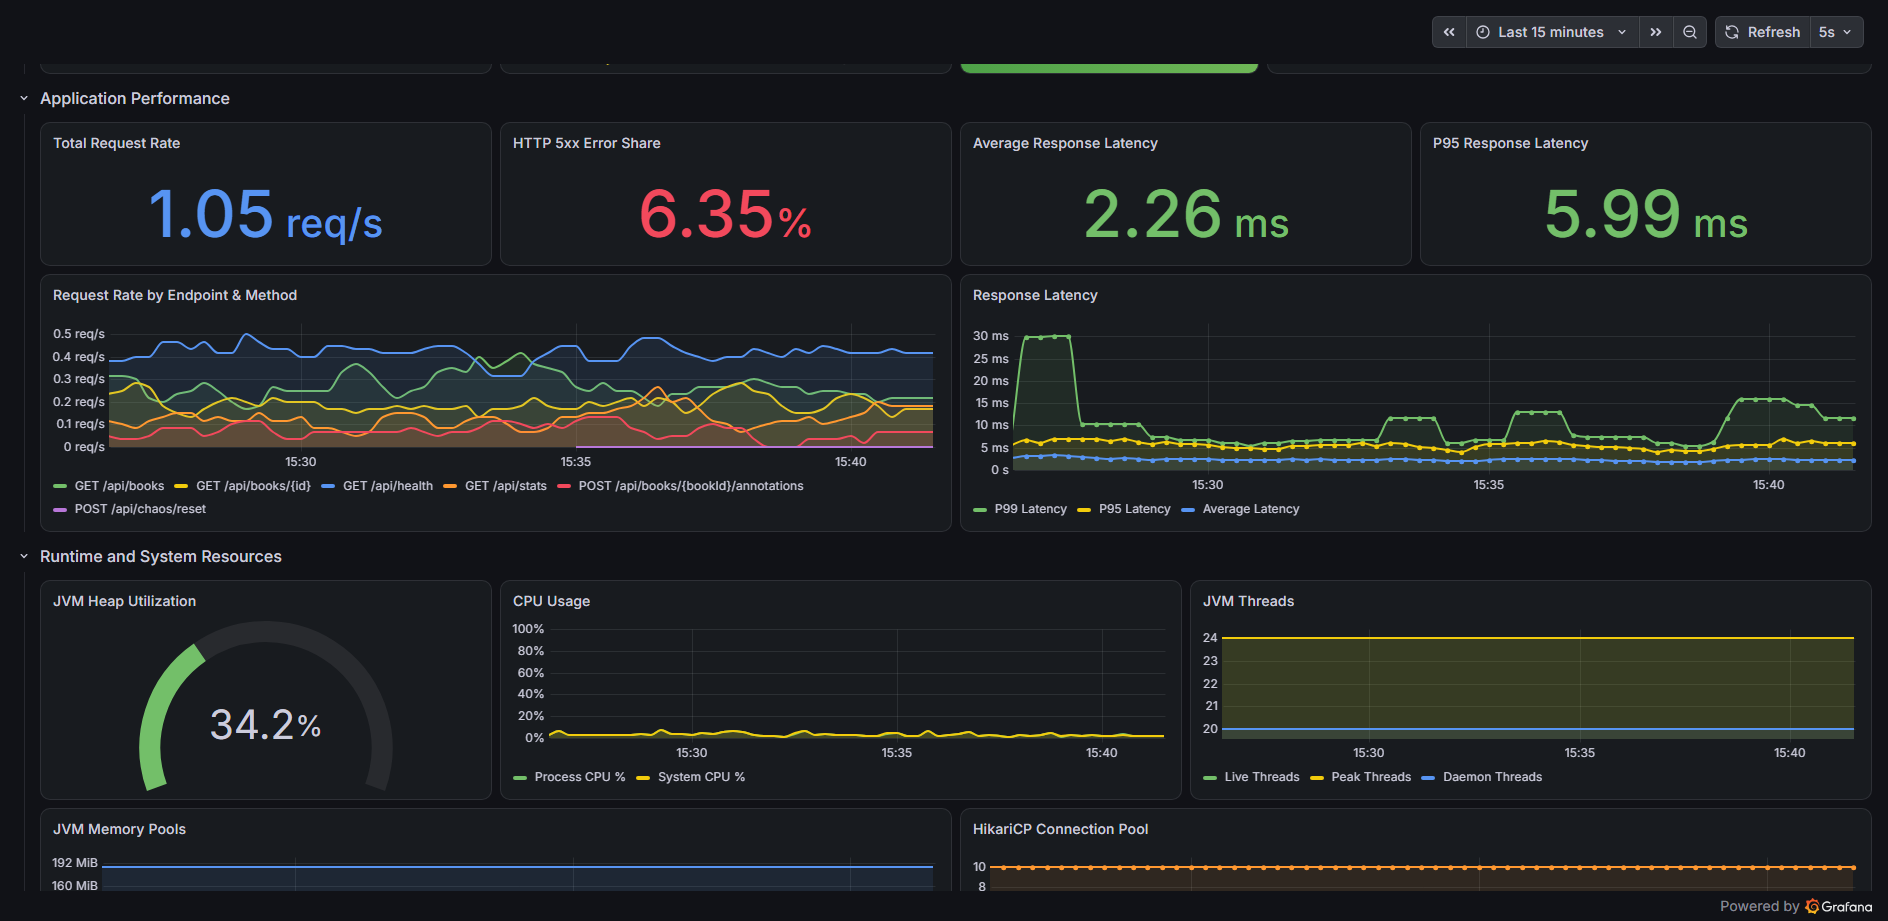 Last 15 minutes
Refresh
5s
Application Performance
Total Request Rate
1.05 req/s
HTTP 5xx Error Share
6.35%
Average Response Latency
2.26 ms
P95 Response Latency
5.99 ms
Request Rate by Endpoint & Method
0.5 req/s
0.4 req/s
0.3 req/s
0.2 req/s
0.1 req/s
0 req/s
15:30 15:35 15:40
GET /api/books GET /api/books/{id} GET /api/health GET /api/stats POST /api/books/{bookId}/annotations
POST /api/chaos/reset
Response Latency
30 ms
25 ms
20 ms
15 ms
10 ms
5 ms
0 s
15:30 15:35 15:40
P99 Latency P95 Latency Average Latency
Runtime and System Resources
JVM Heap Utilization
34.2%
CPU Usage
100%
80%
60%
40%
20%
0%
15:30 15:35 15:40
Process CPU % System CPU %
JVM Threads
24
23
22
21
20
15:30 15:35 15:40
Live Threads Peak Threads Daemon Threads
JVM Memory Pools
192 MiB
160 MiB
HikariCP Connection Pool
10
8
Powered by Grafana